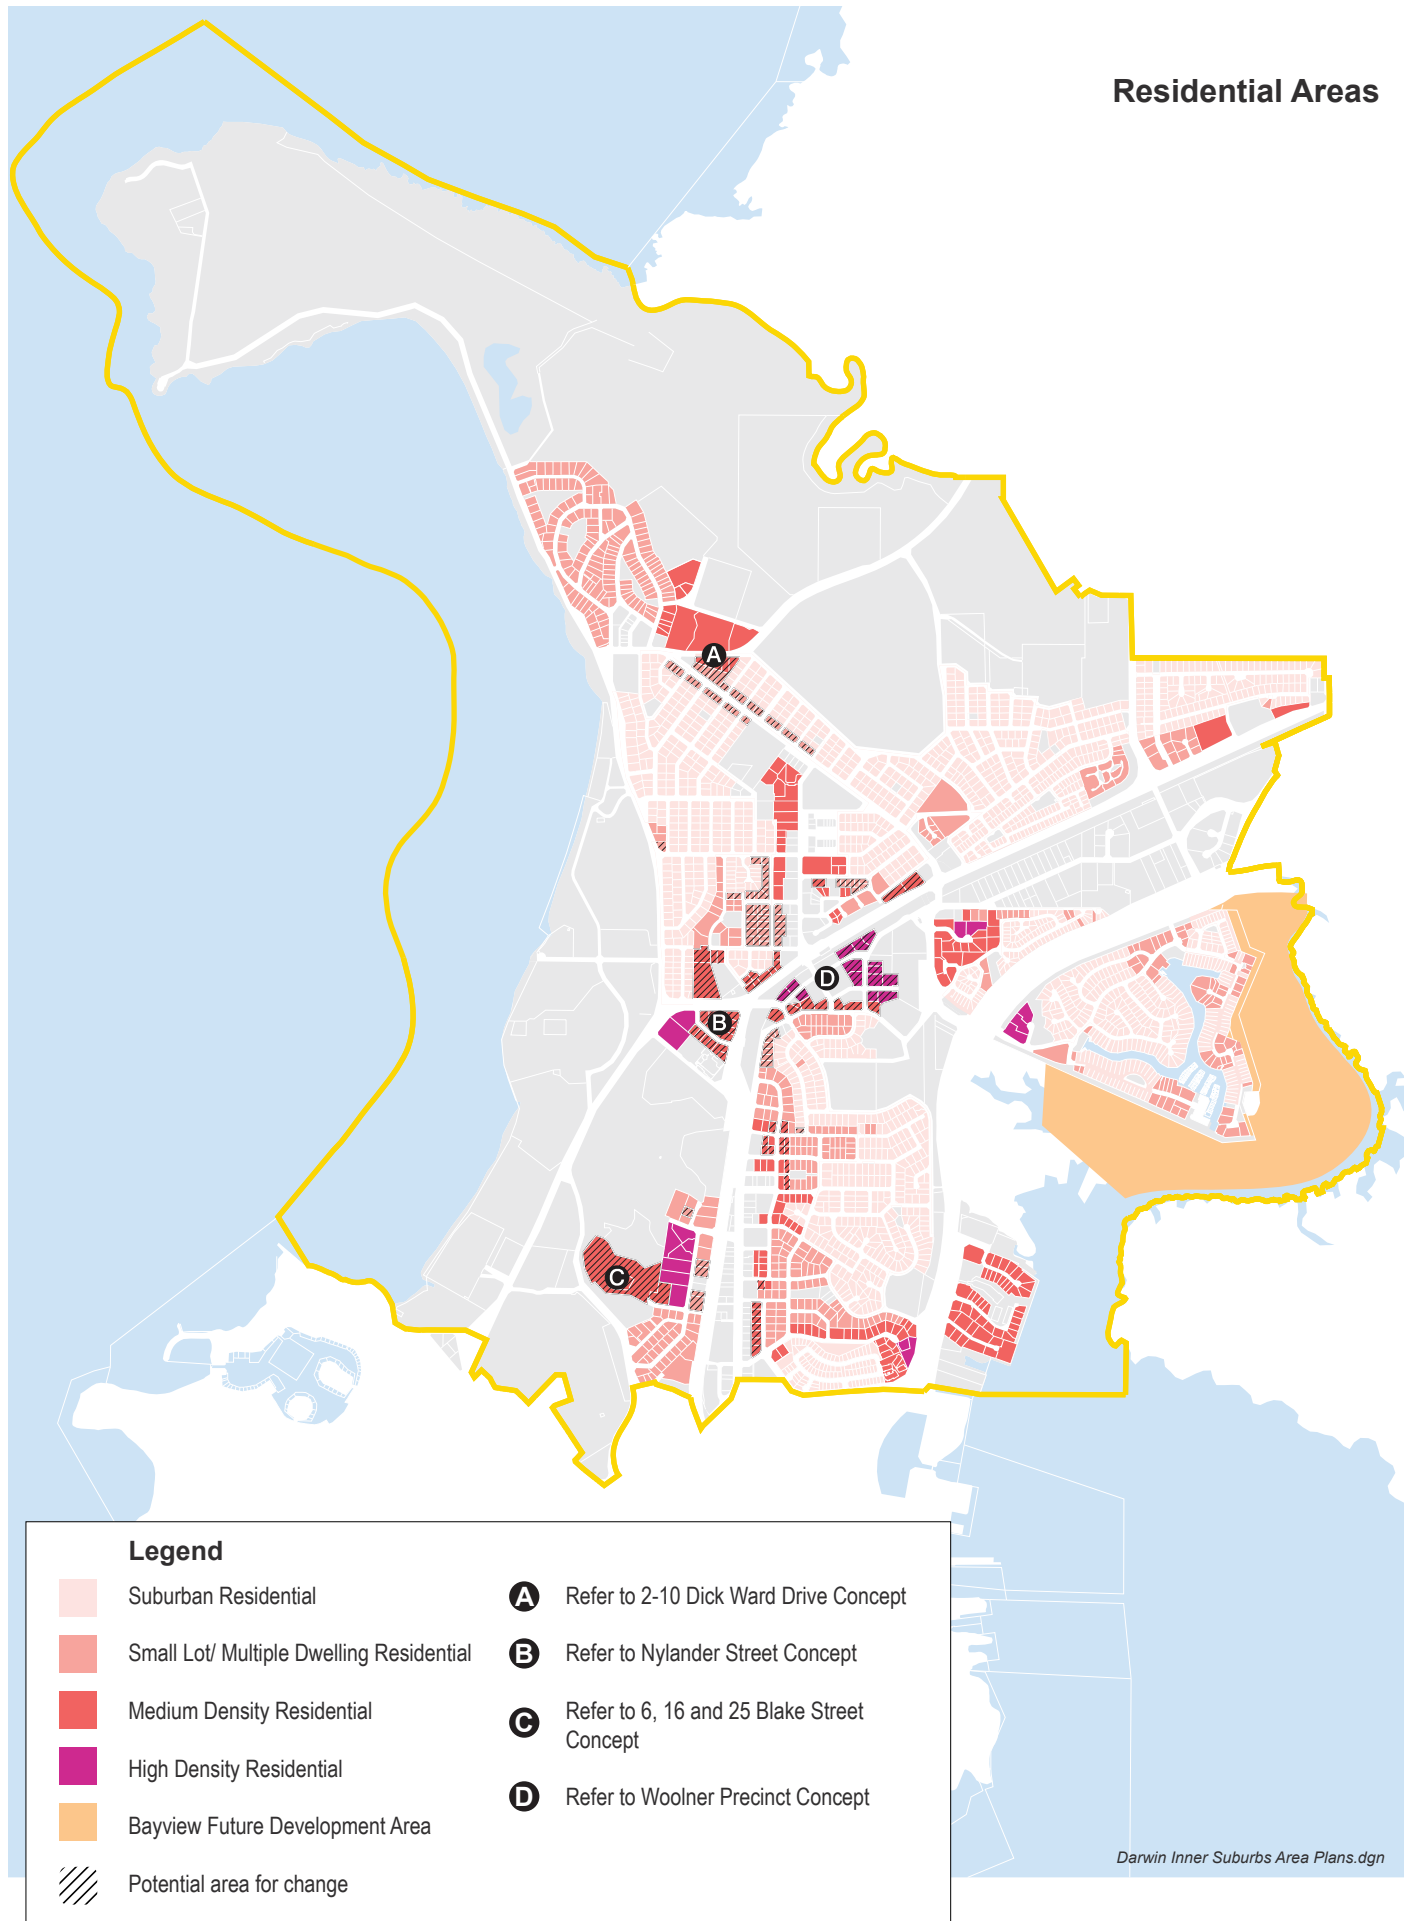 Residential Areas
A
B
C
D
Legend
Suburban Residential
Small Lot/ Multiple Dwelling Residential
Medium Density Residential
High Density Residential
Bayview Future Development Area
Potential area for change
A Refer to 2-10 Dick Ward Drive Concept
B Refer to Nylander Street Concept
C Refer to 6, 16 and 25 Blake Street
Concept
D Refer to Woolner Precinct Concept
Darwin Inner Suburbs Area Plans.dgn